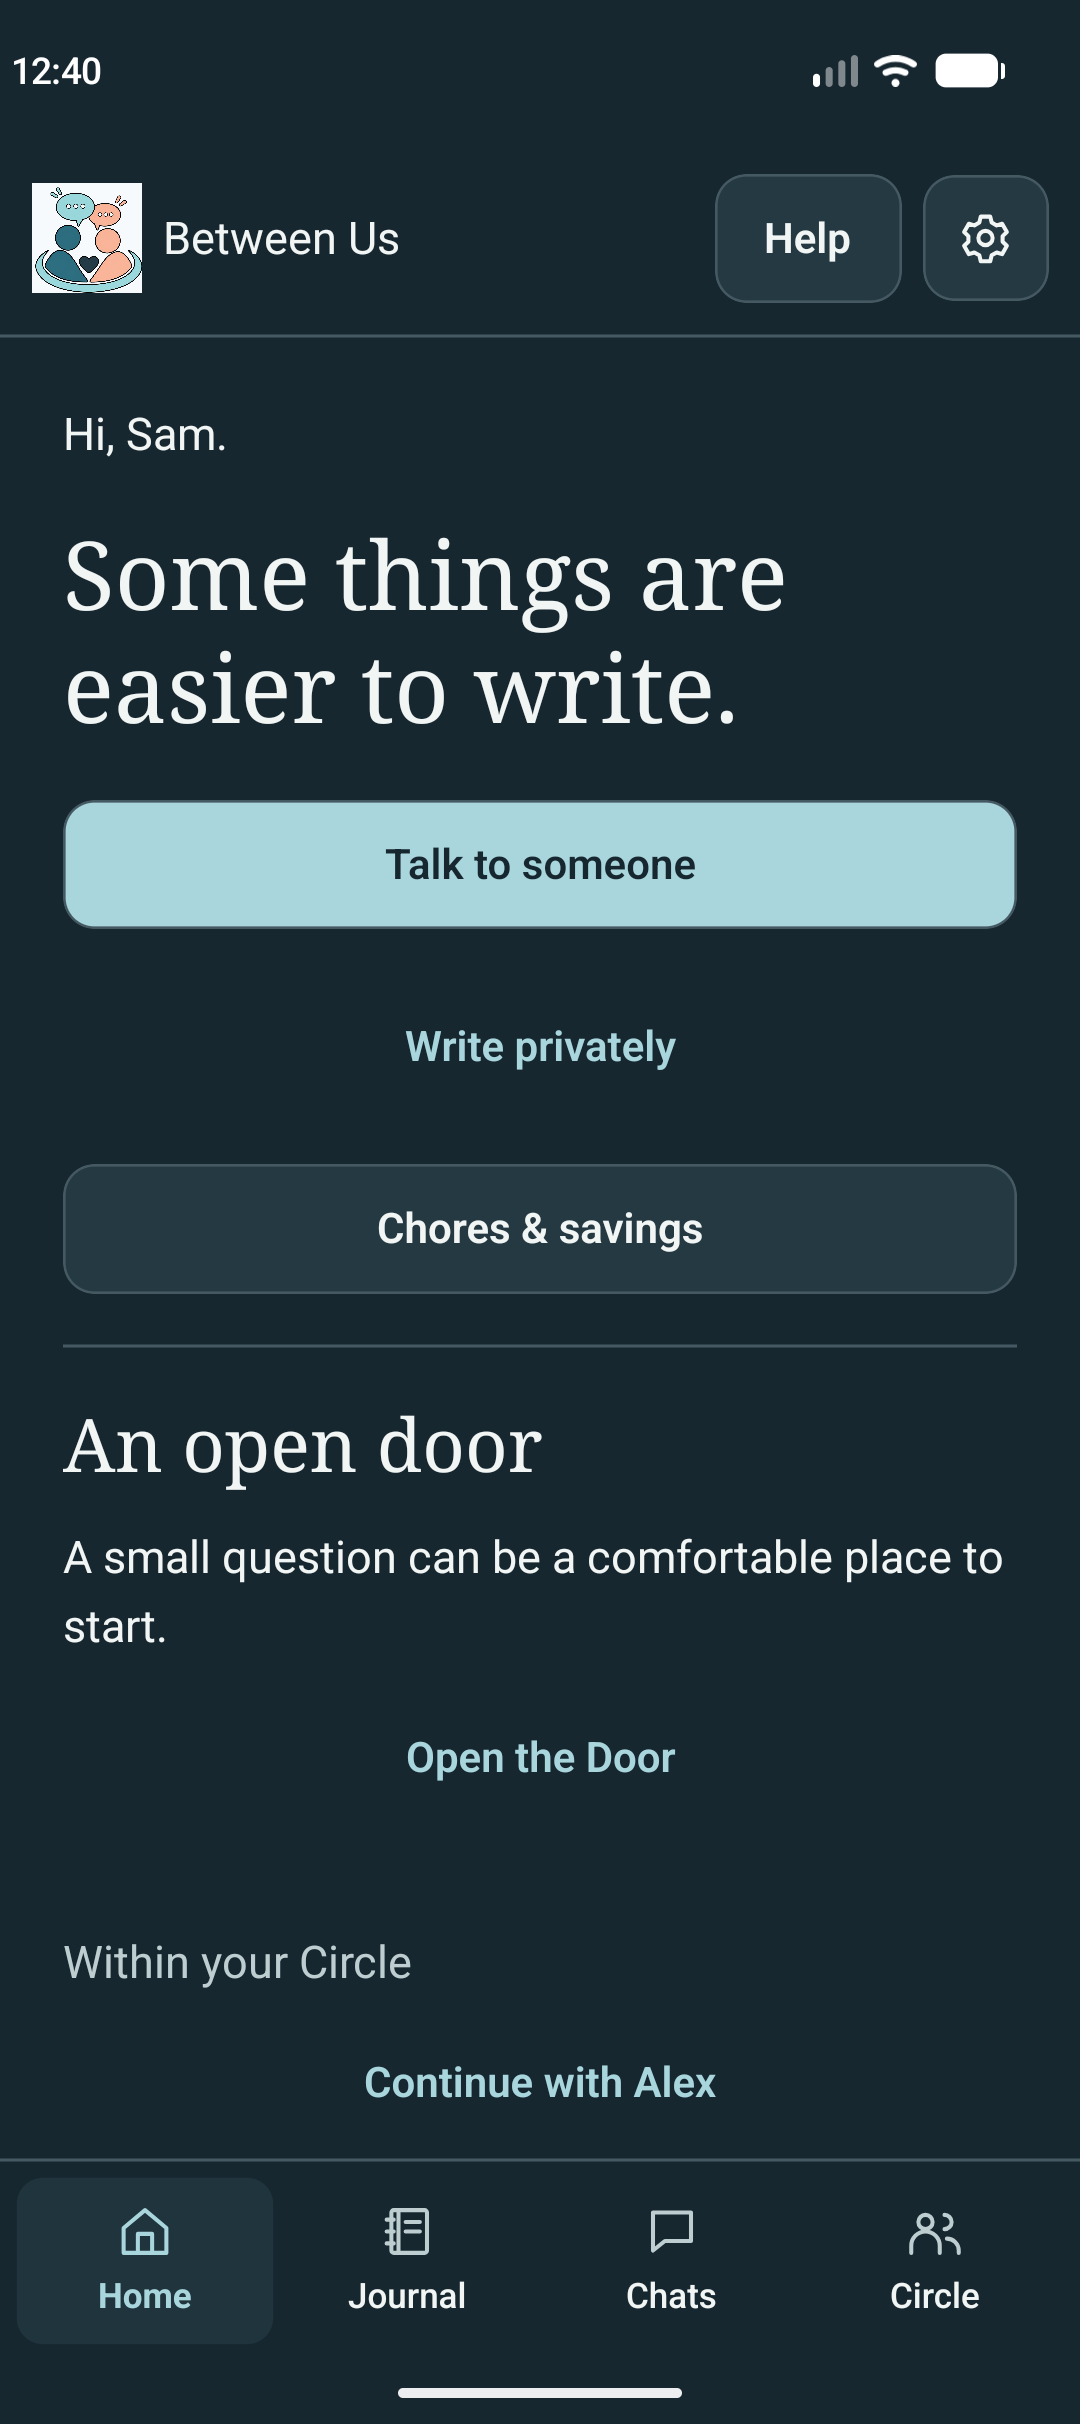 12:40
Between Us
Help
Hi, Sam.
Some things are
easier to write.
Talk to someone
Write privately
Chores & savings
An open door
A small question can be a comfortable place to
start.
Open the Door
Within your Circle
Continue with Alex
Home
Journal
Chats
Circle